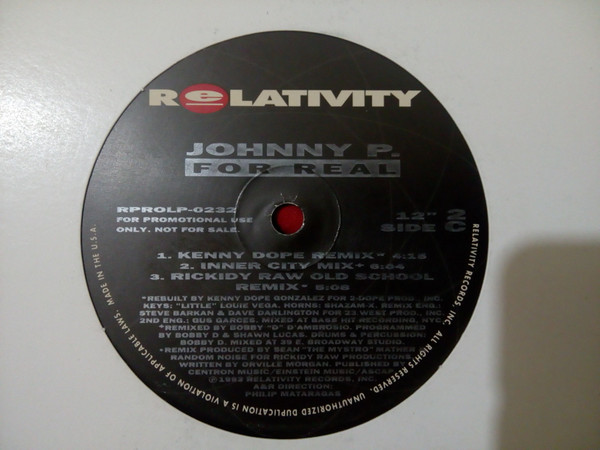 RELATIVITY
JOHNNY P.
FOR REAL
RPROLP-0232
FOR PROMOTIONAL USE
ONLY. NOT FOR SALE.
12" 2
SIDE C
1. KENNY DOPE REMIX* 4:15
2. INNER CITY MIX+ 6:04
3. RICKIDY RAW OLD SCHOOL
REMIX~ 5:08
*REBUILT BY KENNY DOPE GONZALEZ FOR 2-DOPE PROD., INC.
KEYS: "LITTLE" LOUIE VEGA. HORNS: SHAZAM X. REMIX ENG.:
STEVE BARKAN & DAVE DARLINGTON FOR 23 WEST PROD., INC.
2ND ENG.: GUS GARCES. MIXED AT BASS HIT RECORDING, NYC.
+REMIXED BY BOBBY "D" D'AMBROSIO. PROGRAMMED
BY BOBBY D & SHAWN LUCAS, DRUMS & PERCUSSION:
BOBBY D. MIXED AT 39 E. BROADWAY STUDIO.
~REMIX PRODUCED BY SEAN "THE MYSTRO" MATHER
RANDOM NOISE FOR RICKIDY RAW PRODUCTIONS
WRITTEN BY ORVILLE MORGAN. PUBLISHED BY
CENTRON MUSIC/EINSTEIN MUSIC/ASCAP
℗ 1993 RELATIVITY RECORDS, INC.
A&R DIRECTION:
PHILIP MATARAGAS
RELATIVITY RECORDS, INC. ALL RIGHTS RESERVED. UNAUTHORIZED DUPLICATION IS A VIOLATION OF APPLICABLE LAWS. MADE IN THE U.S.A.